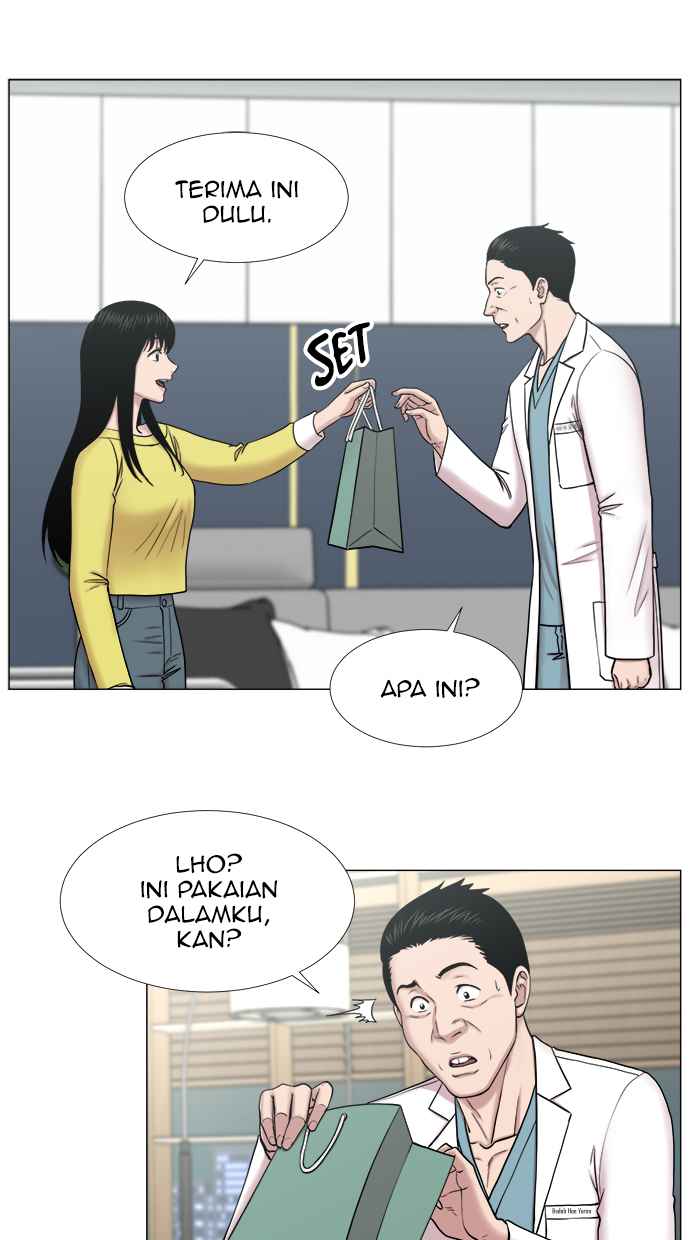 TERIMA INI
DULU.
SET
APA INI?
LHO?
INI PAKAIAN
DALAMKU,
KAN?